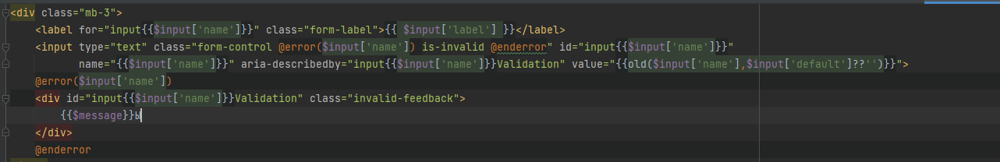 <div class="mb-3">
<label for="input{{$input['name']}}" class="form-label">{{ $input['label'] }}</label>
<input type="text" class="form-control @error($input['name']) is-invalid @enderror" id="input{{$input['name']}}"
name="{{$input['name']}}" aria-describedby="input{{$input['name']}}Validation" value="{{old($input['name'],$input['default']??'')}}">
@error($input['name'])
<div id="input{{$input['name']}}Validation" class="invalid-feedback">
{{$message}}ы
</div>
@enderror